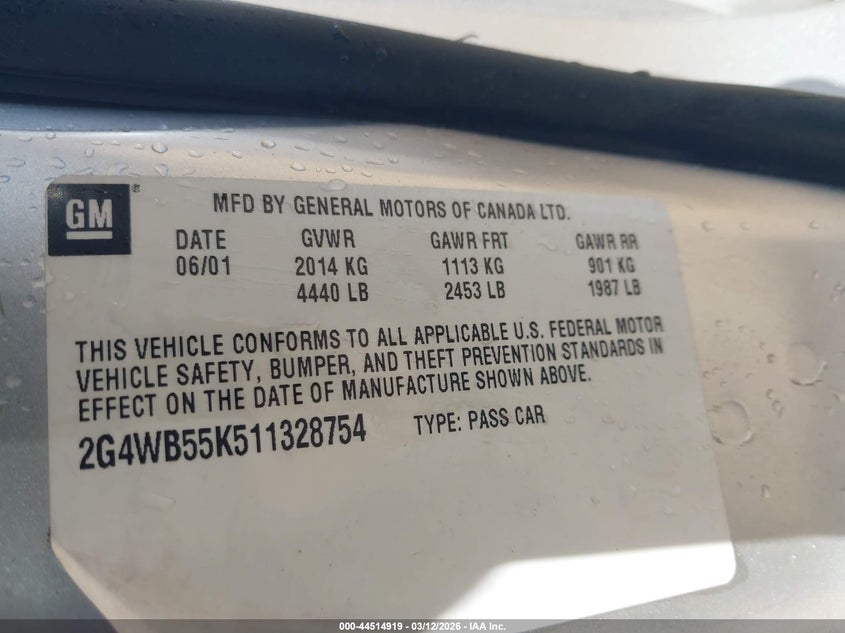 GM ®
MFD BY GENERAL MOTORS OF CANADA LTD.
DATE GVWR GAWR FRT GAWR RR
06/01 2014 KG 1113 KG 901 KG
4440 LB 2453 LB 1987 LB
THIS VEHICLE CONFORMS TO ALL APPLICABLE U.S. FEDERAL MOTOR
VEHICLE SAFETY, BUMPER, AND THEFT PREVENTION STANDARDS IN
EFFECT ON THE DATE OF MANUFACTURE SHOWN ABOVE.
2G4WB55K511328754 TYPE: PASS CAR
000-44514919 - 03/12/2026 - IAA Inc.